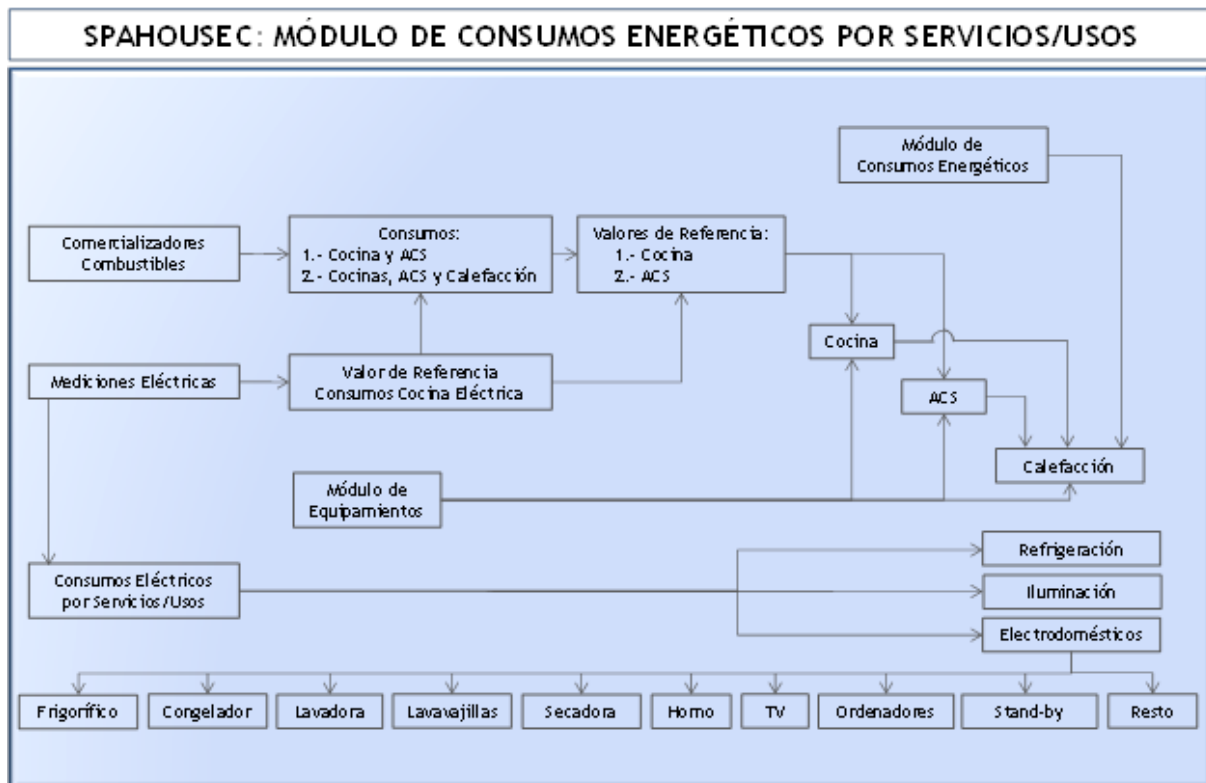 SPAHOUSEC: MÓDULO DE CONSUMOS ENERGÉTICOS POR SERVICIOS/USOS
Módulo de
Consumos Energéticos
Comercializadores
Combustibles
Consumos:
1.- Cocina y ACS
2.- Cocinas, ACS y Calefacción
Valores de Referencia:
1.- Cocina
2.- ACS
Cocina
Mediciones Eléctricas
Valor de Referencia
Consumos Cocina Eléctrica
ACS
Calefacción
Módulo de
Equipamientos
Refrigeración
Consumos Eléctricos
por Servicios/Usos
Iluminación
Electrodomésticos
Frigorífico
Congelador
Lavadora
Lavavajillas
Secadora
Horno
TV
Ordenadores
Stand-by
Resto